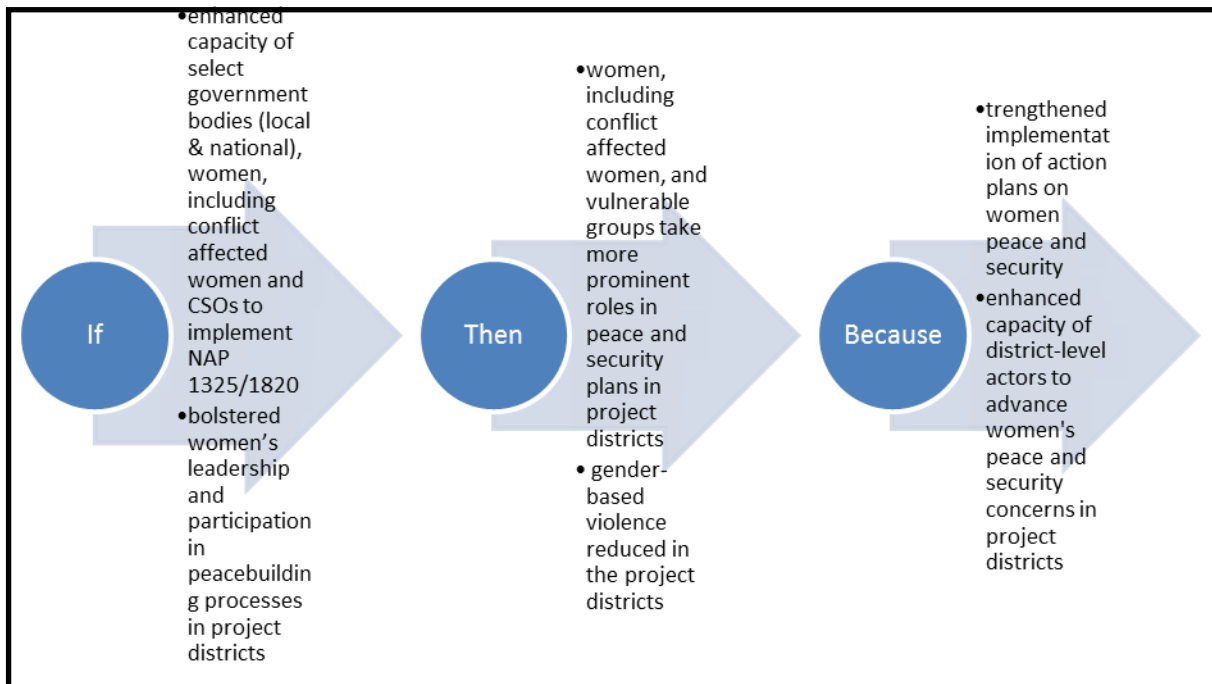 •enhanced
capacity of
select
government
bodies (local
& national),
women,
including
conflict
affected
women and
CSOs to
implement
NAP
1325/1820
•bolstered
women’s
leadership
and
participation
in
peacebuildin
g processes
in project
districts
If
•women,
including
conflict
affected
women, and
vulnerable
groups take
more
prominent
roles in
peace and
security
plans in
project
districts
• gender-
based
violence
reduced in
the project
districts
Then
•trengthened
implementat
ion of action
plans on
women
peace and
security
•enhanced
capacity of
district-level
actors to
advance
women's
peace and
security
concerns in
project
districts
Because